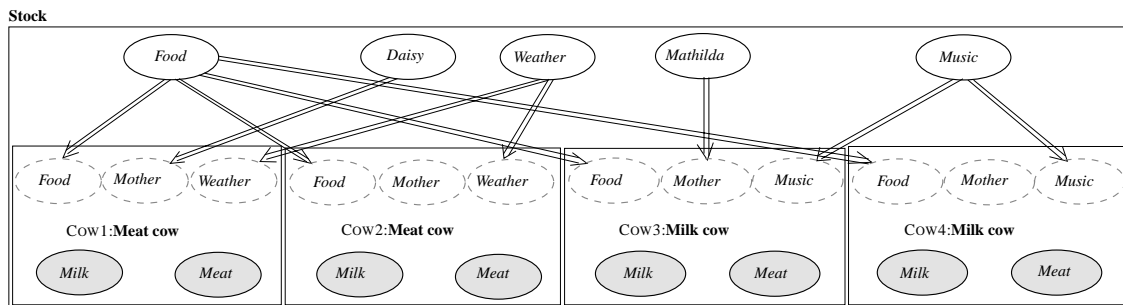 Stock
Food Daisy Weather Mathilda Music
Food Mother Weather Food Mother Weather Food Mother Music Food Mother Music
COW1:Meat cow COW2:Meat cow COW3:Milk cow COW4:Milk cow
Milk Meat Milk Meat Milk Meat Milk Meat